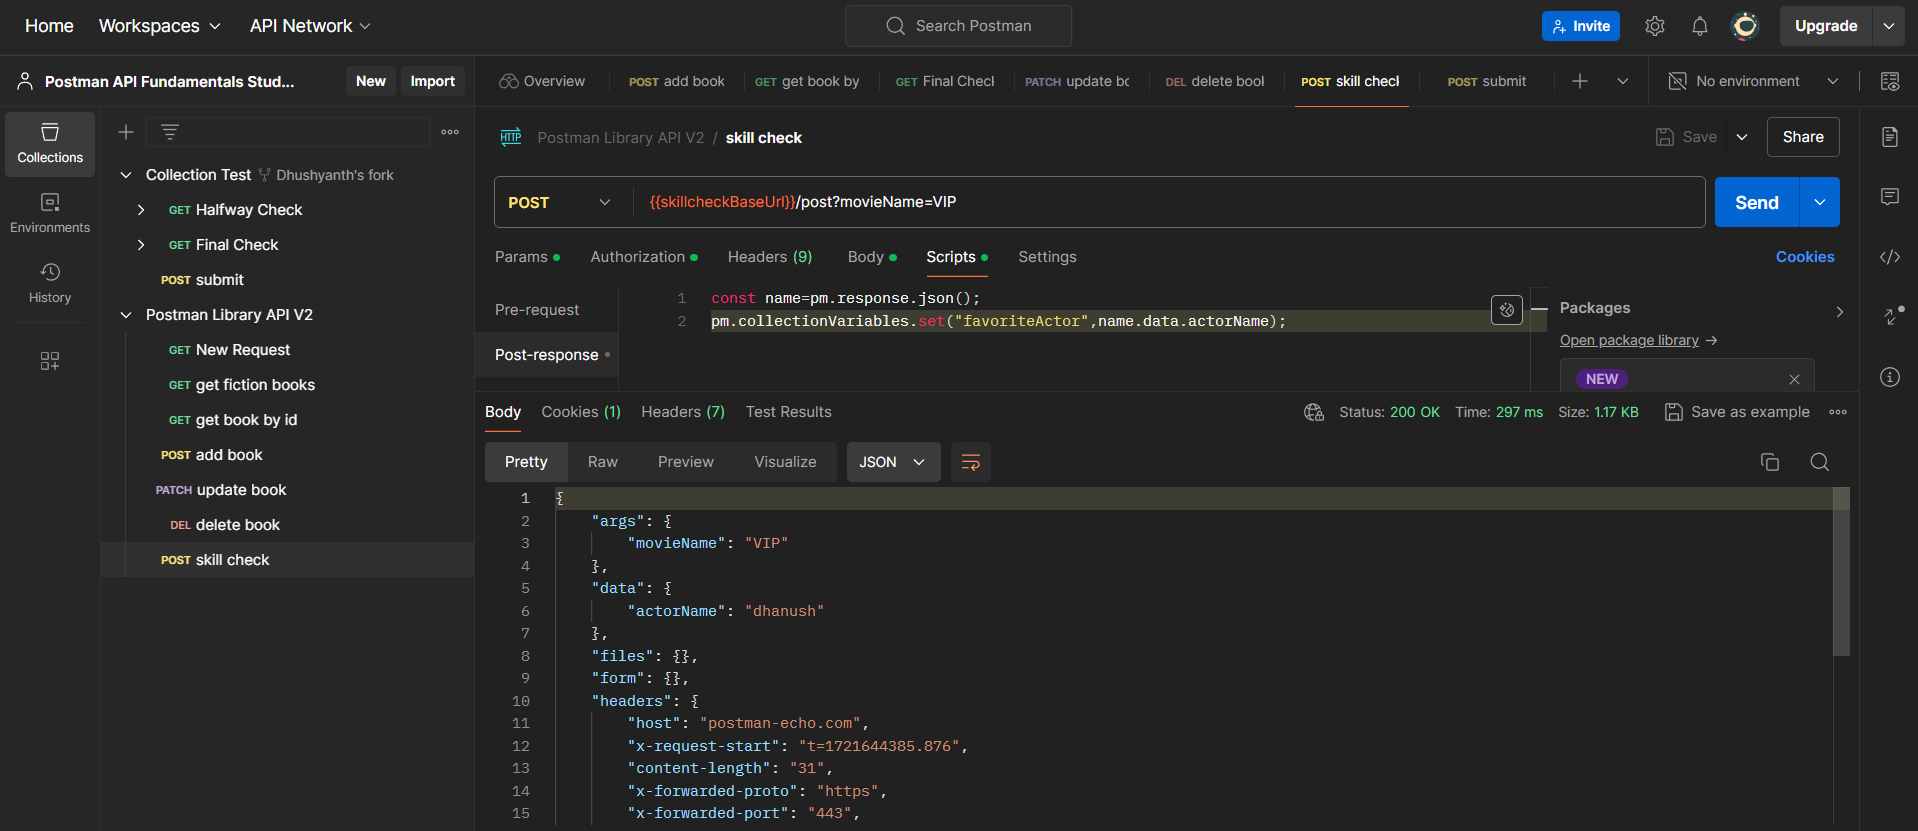 Home Workspaces API Network Search Postman Invite Upgrade
Postman API Fundamentals Stud... New Import Overview POST add book GET get book by GET Final Check PATCH update bo DEL delete book POST skill check POST submit No environment
Collections
Environments
History
Collection Test Dhushyanth's fork
GET Halfway Check
GET Final Check
POST submit
Postman Library API V2
GET New Request
GET get fiction books
GET get book by id
POST add book
PATCH update book
DEL delete book
POST skill check
HTTP Postman Library API V2 / skill check Save Share
POST {{skillcheckBaseUrl}}/post?movieName=VIP Send
Params Authorization Headers (9) Body Scripts Settings Cookies
Pre-request
Post-response
1 const name=pm.response.json();
2 pm.collectionVariables.set("favoriteActor",name.data.actorName);
Packages
Open package library →
NEW
Body Cookies (1) Headers (7) Test Results Status: 200 OK Time: 297 ms Size: 1.17 KB Save as example
Pretty Raw Preview Visualize JSON
1 {
2 "args": {
3 "movieName": "VIP"
4 },
5 "data": {
6 "actorName": "dhanush"
7 },
8 "files": {},
9 "form": {},
10 "headers": {
11 "host": "postman-echo.com",
12 "x-request-start": "t=1721644385.876",
13 "content-length": "31",
14 "x-forwarded-proto": "https",
15 "x-forwarded-port": "443",